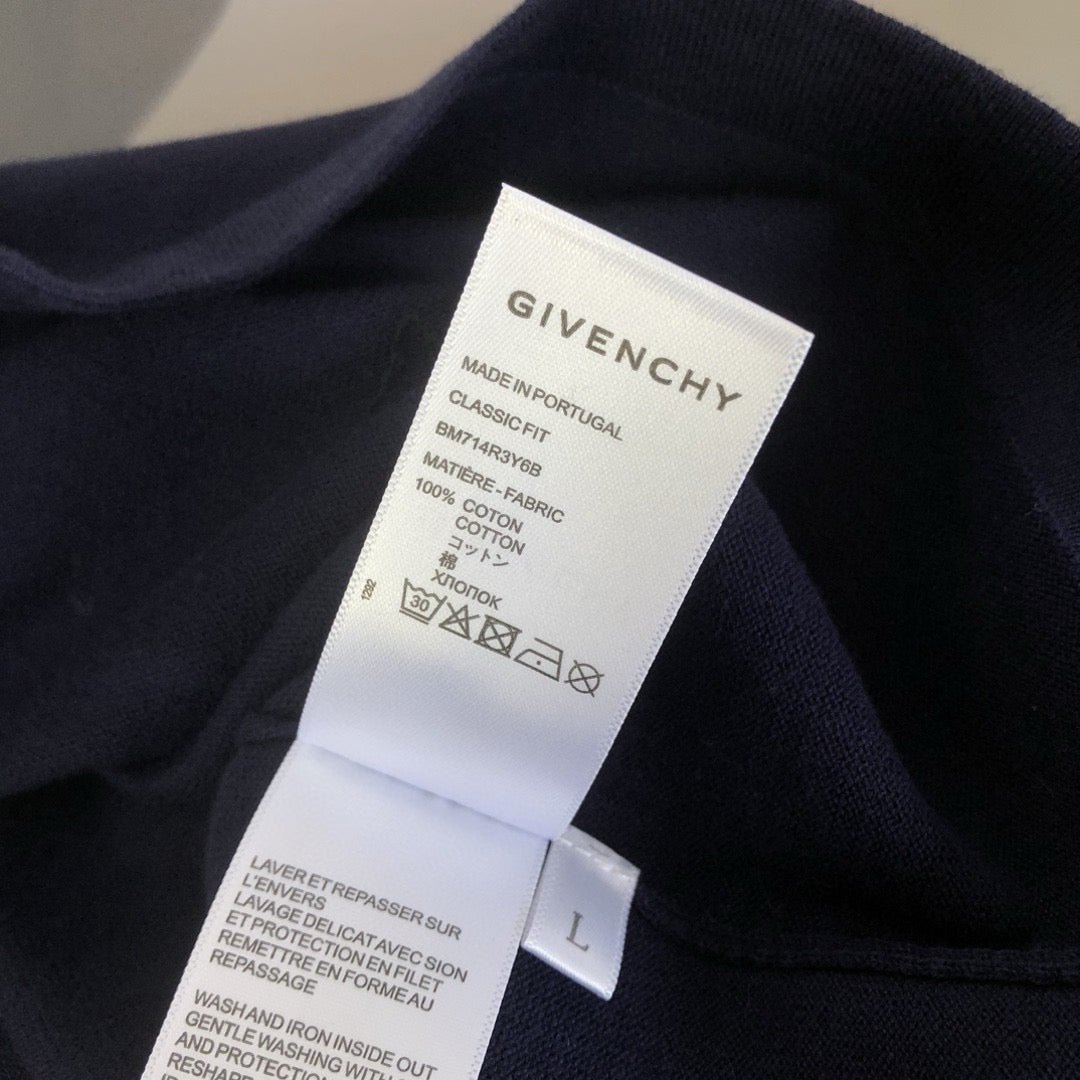 GIVENCHY
MADE IN PORTUGAL
CLASSIC FIT
BM714R3Y6B
MATIÈRE - FABRIC
100% COTON
COTTON
コットン
棉
ХЛОПОК
1292
30
LAVER ET REPASSER SUR
L'ENVERS
LAVAGE DELICAT AVEC SION
ET PROTECTION EN FILET
REMETTRE EN FORME AU
REPASSAGE
WASH AND IRON INSIDE OUT
GENTLE WASHING WITH
AND PROTECTION
RESHAPE
L